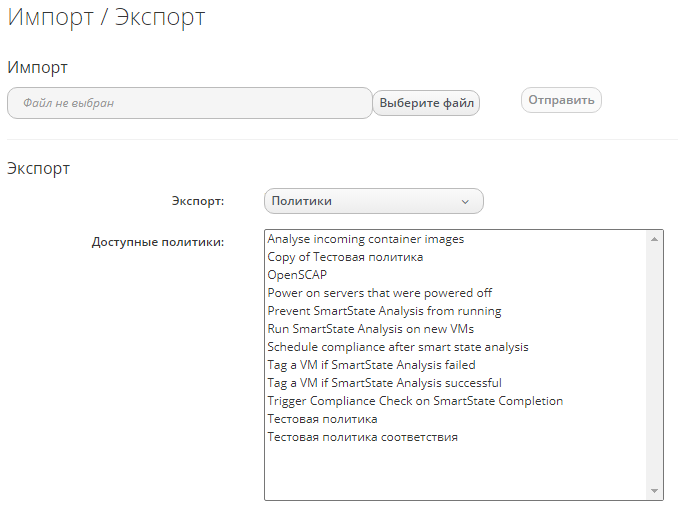 Импорт / Экспорт
Импорт
Файл не выбран
Выберите файл
Отправить
Экспорт
Экспорт:
Политики
Доступные политики:
Analyse incoming container images
Copy of Тестовая политика
OpenSCAP
Power on servers that were powered off
Prevent SmartState Analysis from running
Run SmartState Analysis on new VMs
Schedule compliance after smart state analysis
Tag a VM if SmartState Analysis failed
Tag a VM if SmartState Analysis successful
Trigger Compliance Check on SmartState Completion
Тестовая политика
Тестовая политика соответствия